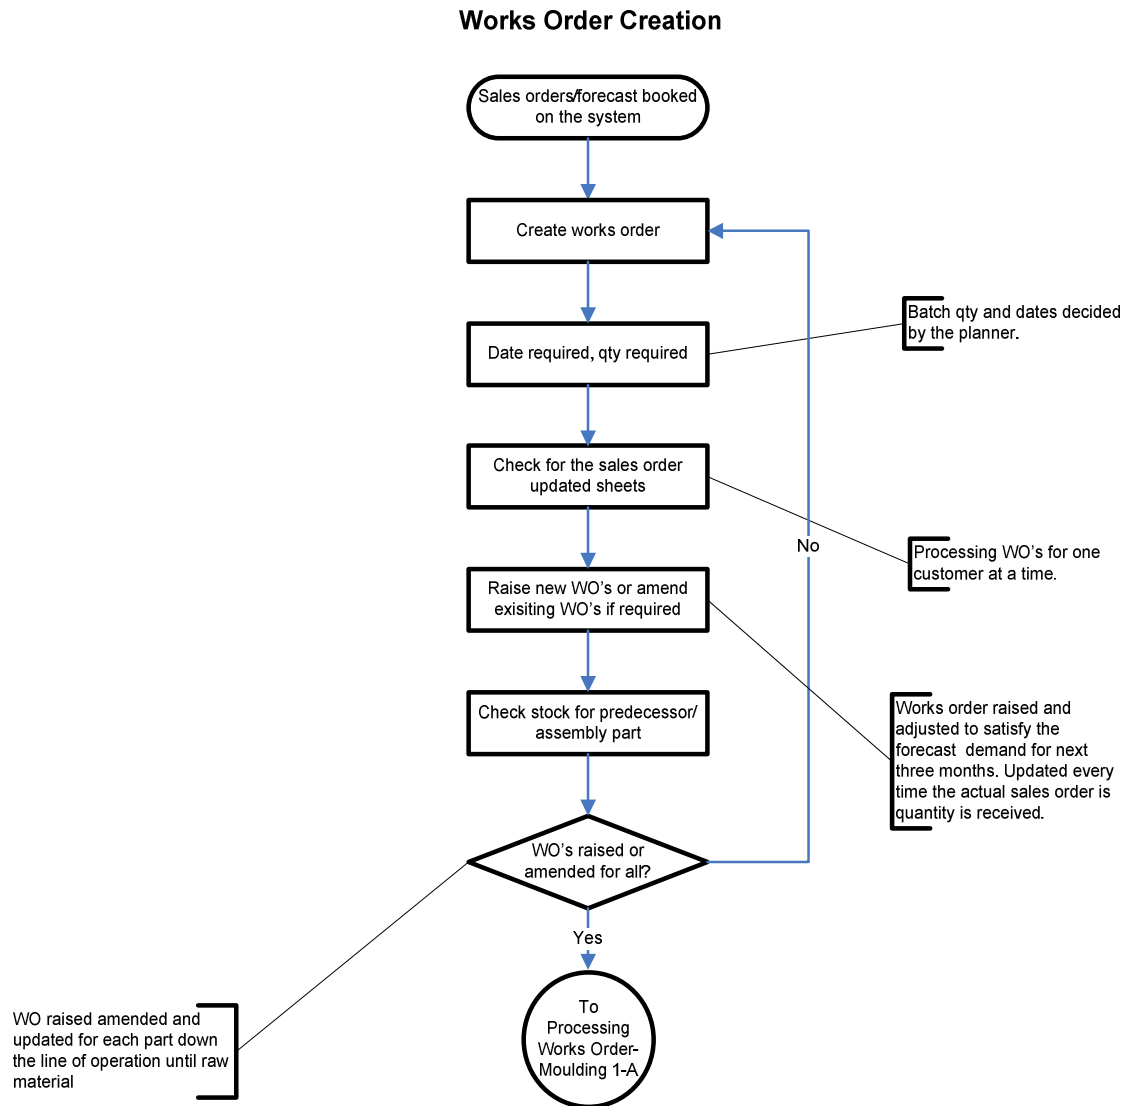 Works Order Creation
Sales orders/forecast booked
on the system
Create works order
Batch qty and dates decided
by the planner.
Date required, qty required
Check for the sales order
updated sheets
No
Processing WO's for one
customer at a time.
Raise new WO's or amend
exisiting WO's if required
Works order raised and
adjusted to satisfy the
forecast  demand for next
three months. Updated every
time the actual sales order is
quantity is received.
Check stock for predecessor/
assembly part
WO's raised or
amended for all?
Yes
To
Processing
Works Order-
Moulding 1-A
WO raised amended and
updated for each part down
the line of operation until raw
material